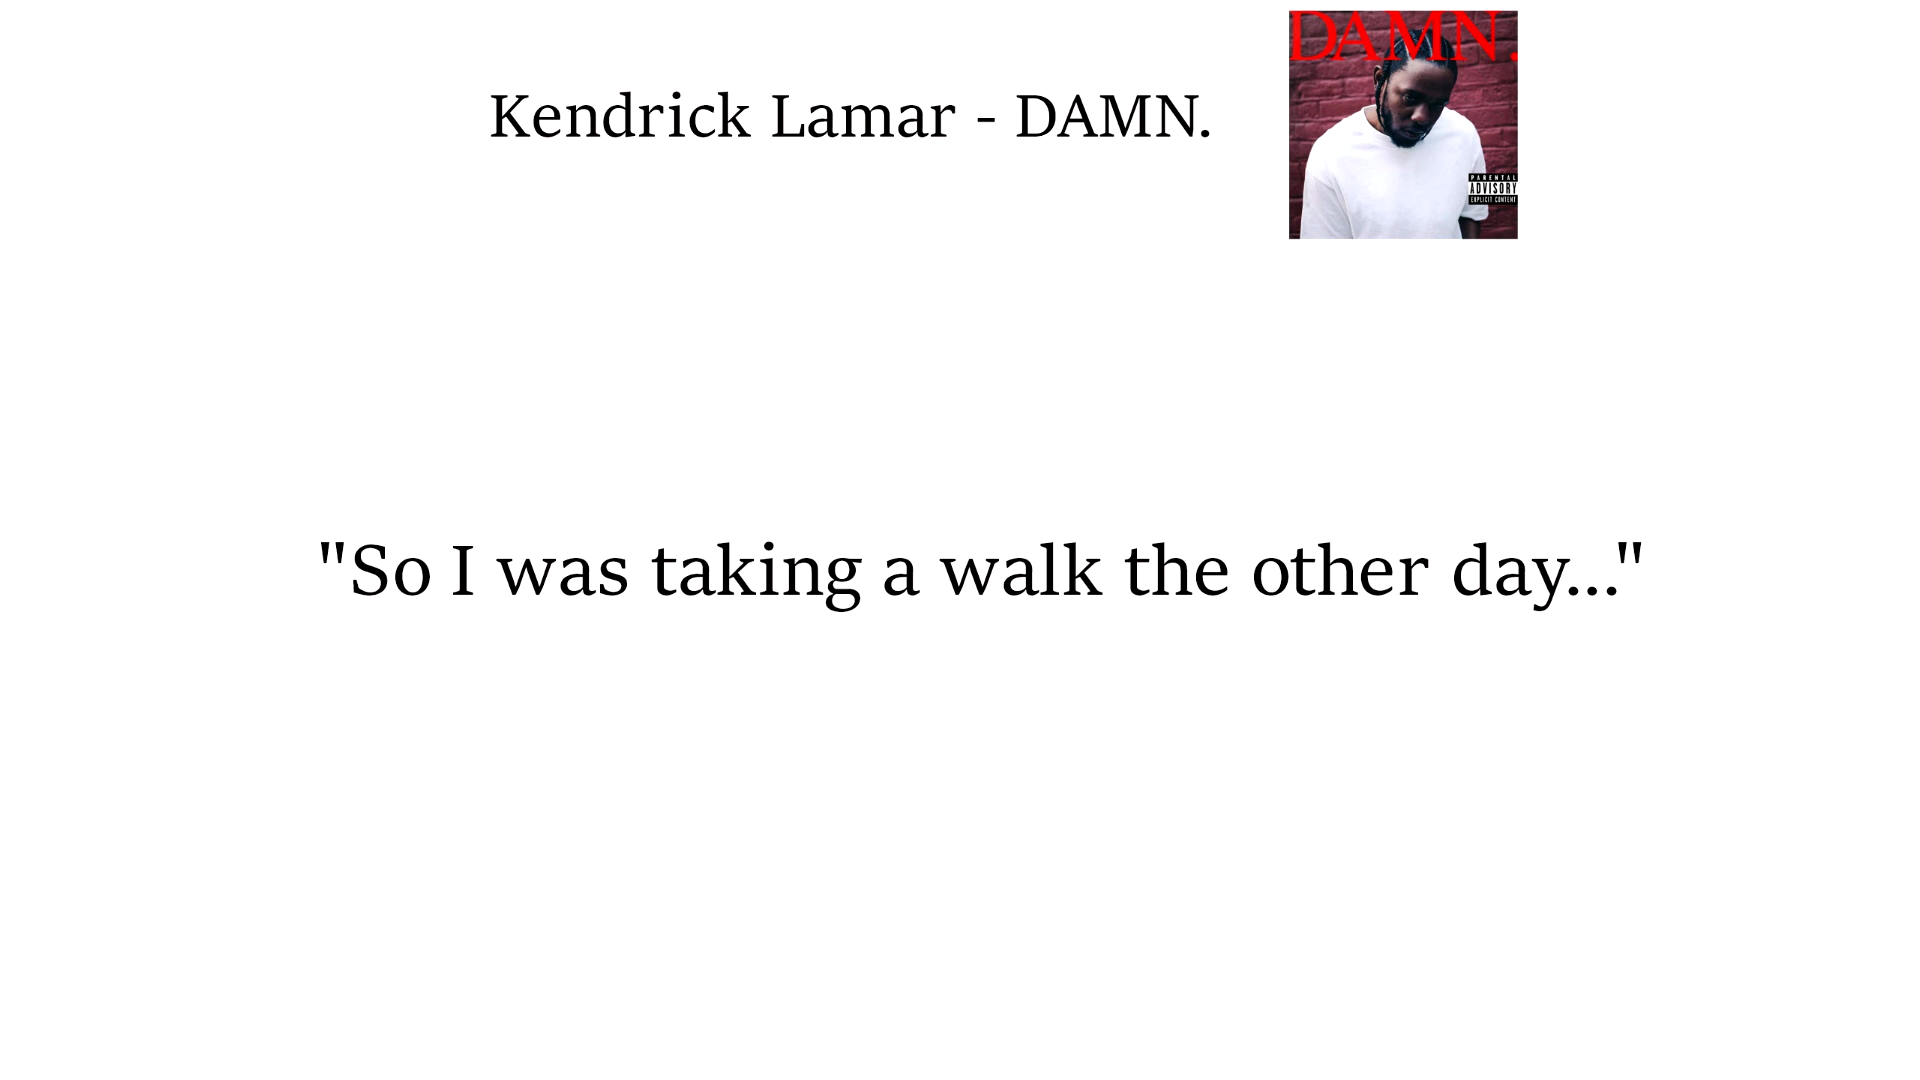 DAMN.
Kendrick Lamar - DAMN.
PARENTAL
ADVISORY
EXPLICIT CONTENT
"So I was taking a walk the other day..."